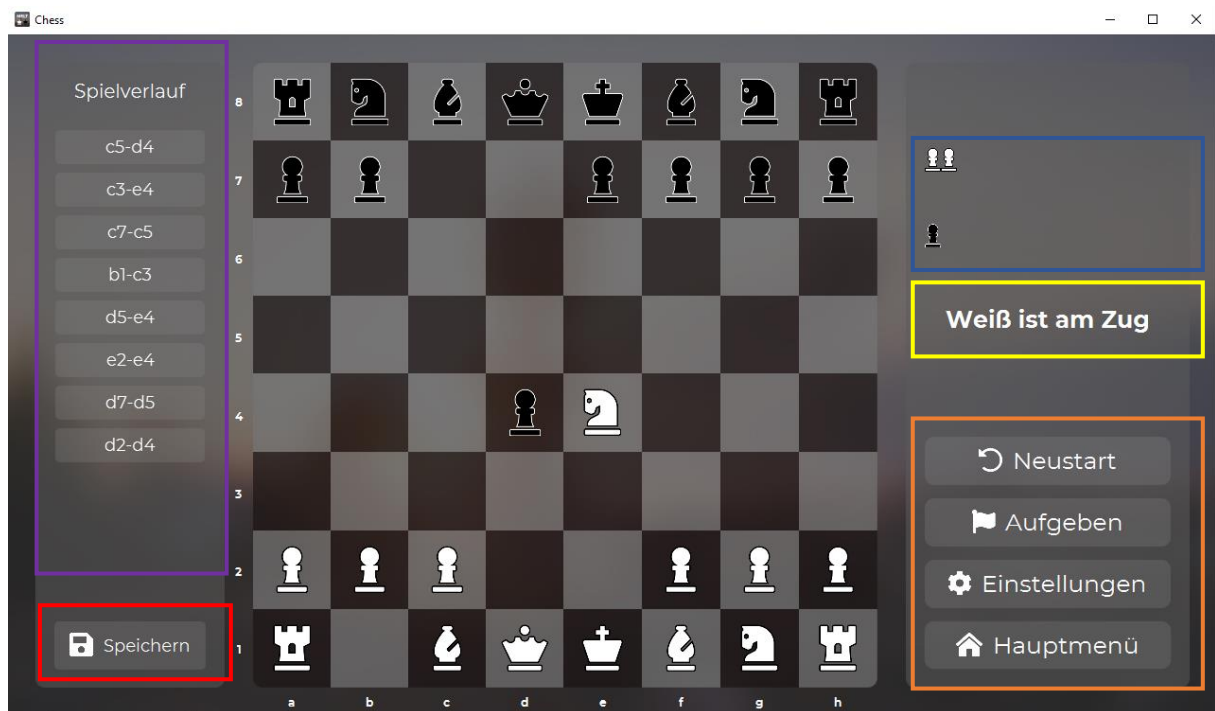 Chess
Spielverlauf
c5-d4
c3-e4
c7-c5
b1-c3
d5-e4
e2-e4
d7-d5
d2-d4
Speichern
8
7
6
5
4
3
2
1
a b c d e f g h
Weiß ist am Zug
Neustart
Aufgeben
Einstellungen
Hauptmenü